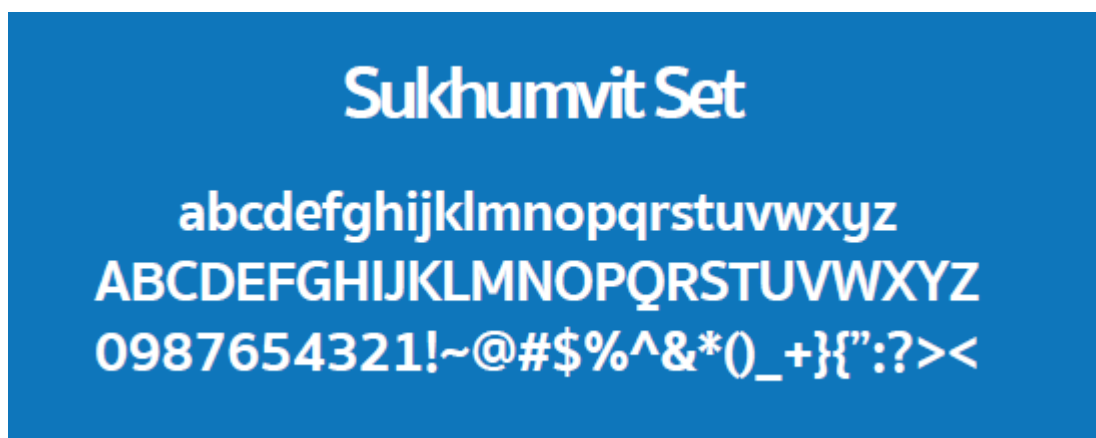 Sukhumvit Set
abcdefghijklmnopqrstuvwxyz
ABCDEFGHIJKLMNOPQRSTUVWXYZ
0987654321!~@#$%^&*()_+}{”:?><